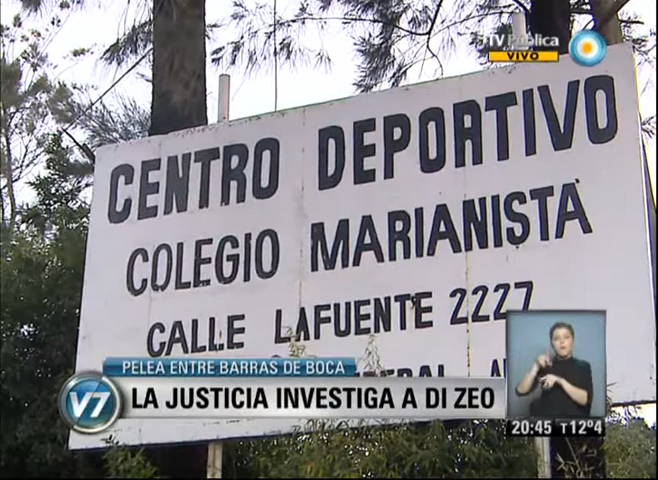 TV Pública
VIVO
CENTRO DEPORTIVO
COLEGIO MARIANISTA
CALLE LAFUENTE 2227
PELEA ENTRE BARRAS DE BOCA
V7
LA JUSTICIA INVESTIGA A DI ZEO
20:45 T12°4